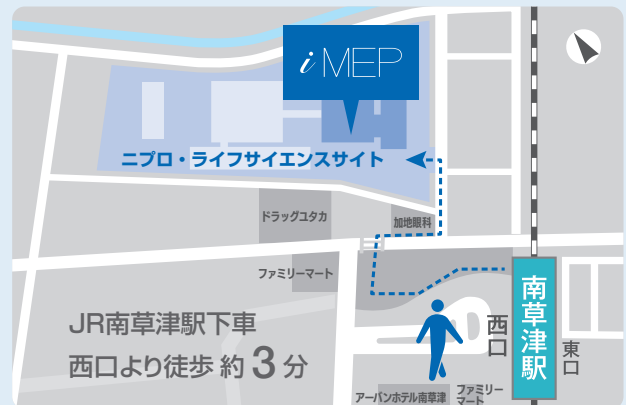 i MEP
ニプロ・ライフサイエンスサイト
ドラッグユタカ
加地眼科
ファミリーマート
JR南草津駅下車
西口より徒歩 約 3 分
西口
南草津駅
東口
アーバンホテル南草津
ファミリー
マート